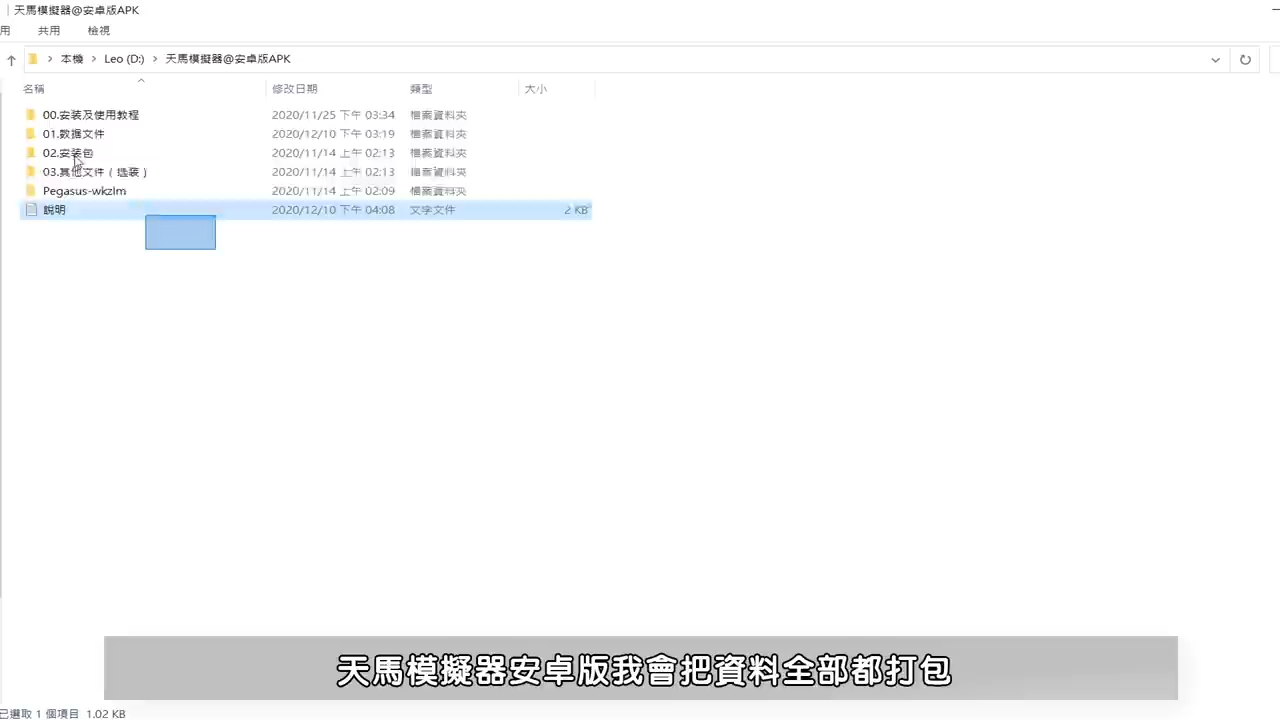 天馬模擬器@安卓版APK
用 共用 檢視
本機 Leo (D:) 天馬模擬器@安卓版APK
名稱 修改日期 類型 大小
00.安装及使用教程 2020/11/25 下午 03:34 檔案資料夾
01.数据文件 2020/12/10 下午 03:19 檔案資料夾
02.安装包 2020/11/14 上午 02:13 檔案資料夾
03.其他文件（选装） 2020/11/14 上午 02:13 檔案資料夾
Pegasus-wkzlm 2020/11/14 上午 02:09 檔案資料夾
說明 2020/12/10 下午 04:08 文字文件 2 KB
天馬模擬器安卓版我會把資料全部都打包
已選取 1 個項目 1.02 KB